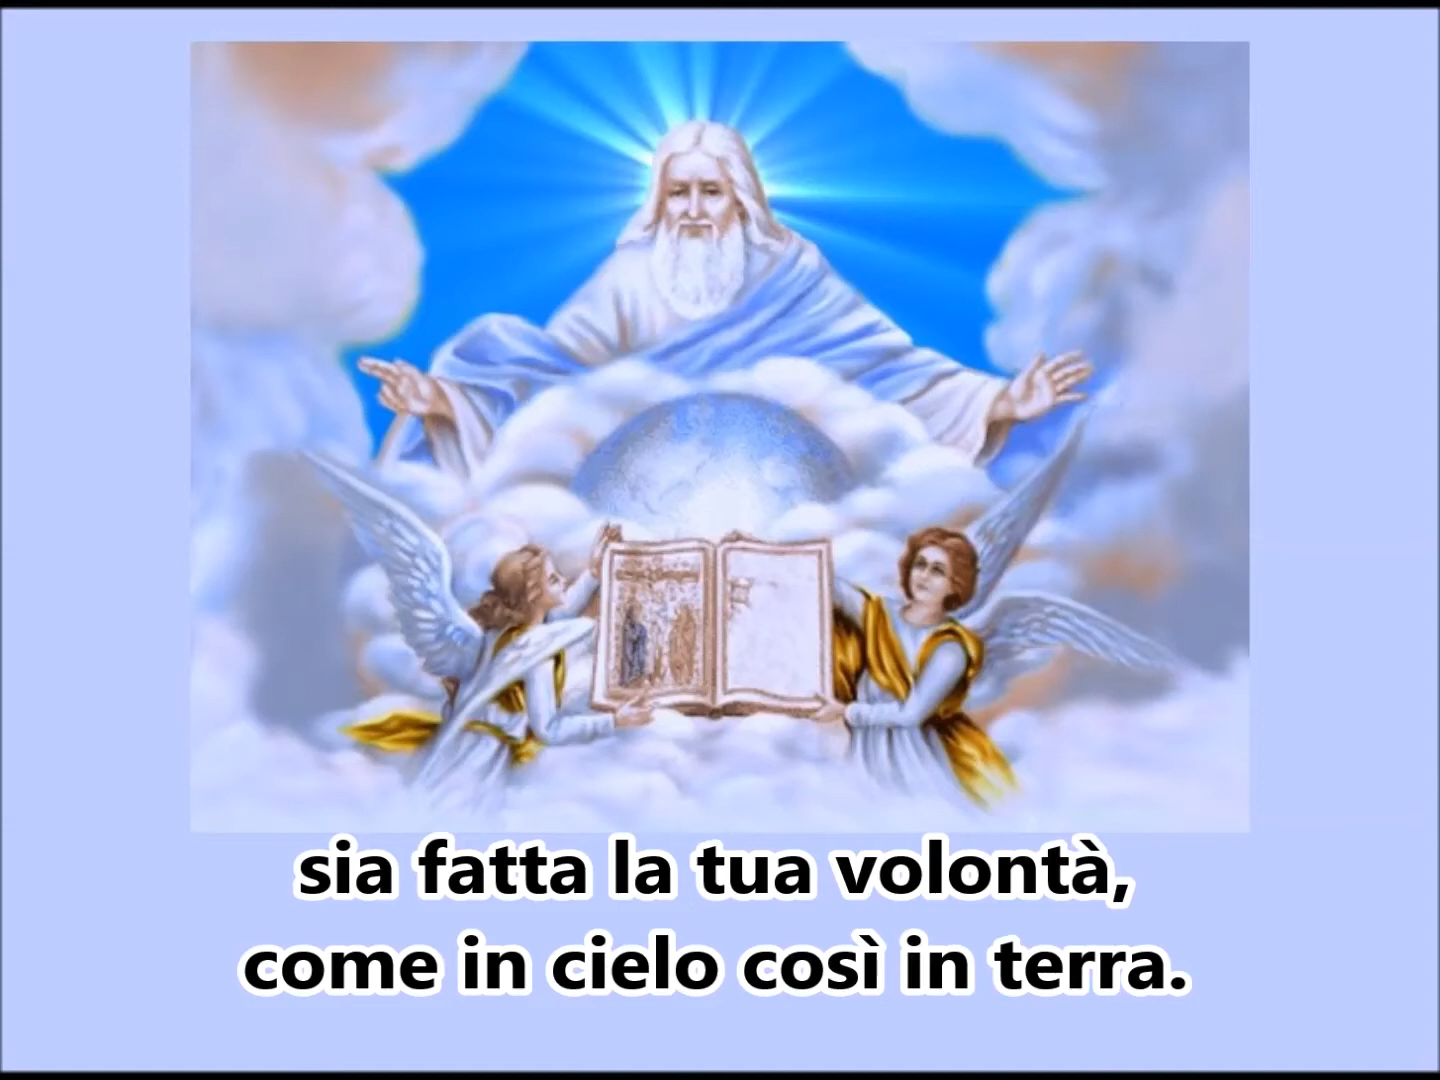 sia fatta la tua volontà,
come in cielo così in terra.